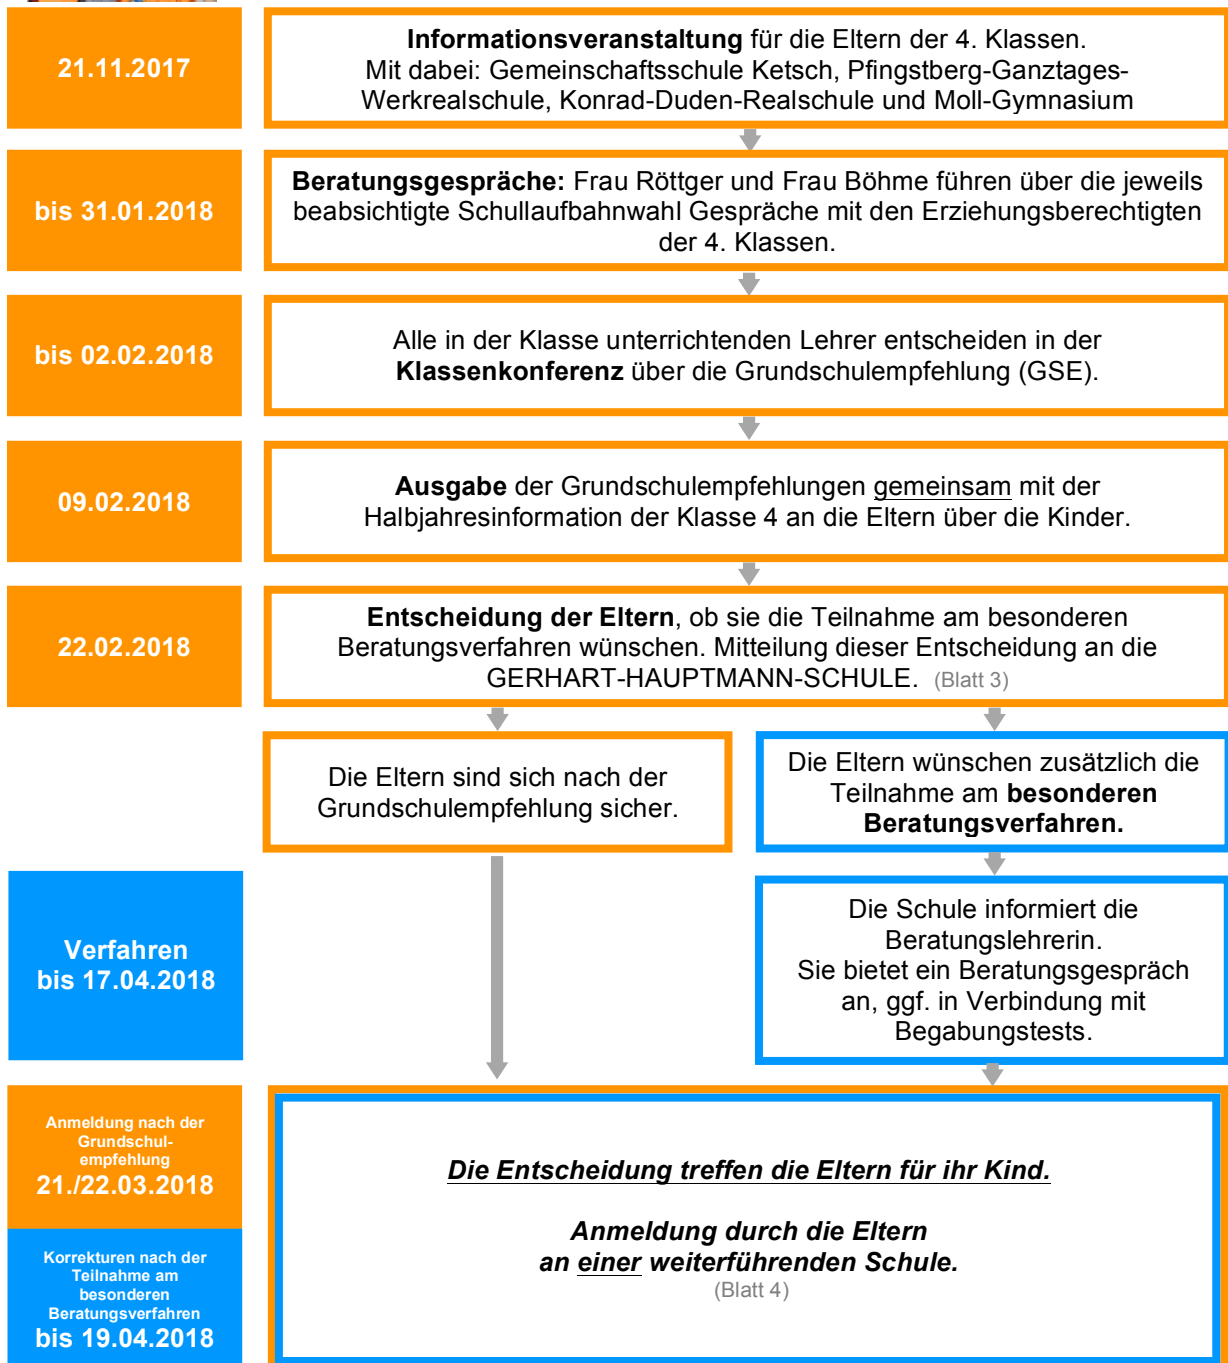 21.11.2017
Informationsveranstaltung für die Eltern der 4. Klassen.
Mit dabei: Gemeinschaftsschule Ketsch, Pfingstberg-Ganztages-
Werkrealschule, Konrad-Duden-Realschule und Moll-Gymnasium
bis 31.01.2018
Beratungsgespräche: Frau Röttger und Frau Böhme führen über die jeweils
beabsichtigte Schullaufbahnwahl Gespräche mit den Erziehungsberechtigten
der 4. Klassen.
bis 02.02.2018
Alle in der Klasse unterrichtenden Lehrer entscheiden in der
Klassenkonferenz über die Grundschulempfehlung (GSE).
09.02.2018
Ausgabe der Grundschulempfehlungen gemeinsam mit der
Halbjahresinformation der Klasse 4 an die Eltern über die Kinder.
22.02.2018
Entscheidung der Eltern, ob sie die Teilnahme am besonderen
Beratungsverfahren wünschen. Mitteilung dieser Entscheidung an die
GERHART-HAUPTMANN-SCHULE. (Blatt 3)
Die Eltern sind sich nach der
Grundschulempfehlung sicher.
Die Eltern wünschen zusätzlich die
Teilnahme am besonderen
Beratungsverfahren.
Verfahren
bis 17.04.2018
Die Schule informiert die
Beratungslehrerin.
Sie bietet ein Beratungsgespräch
an, ggf. in Verbindung mit
Begabungstests.
Anmeldung nach der
Grundschul-
empfehlung
21./22.03.2018
Korrekturen nach der
Teilnahme am
besonderen
Beratungsverfahren
bis 19.04.2018
Die Entscheidung treffen die Eltern für ihr Kind.
Anmeldung durch die Eltern
an einer weiterführenden Schule.
(Blatt 4)